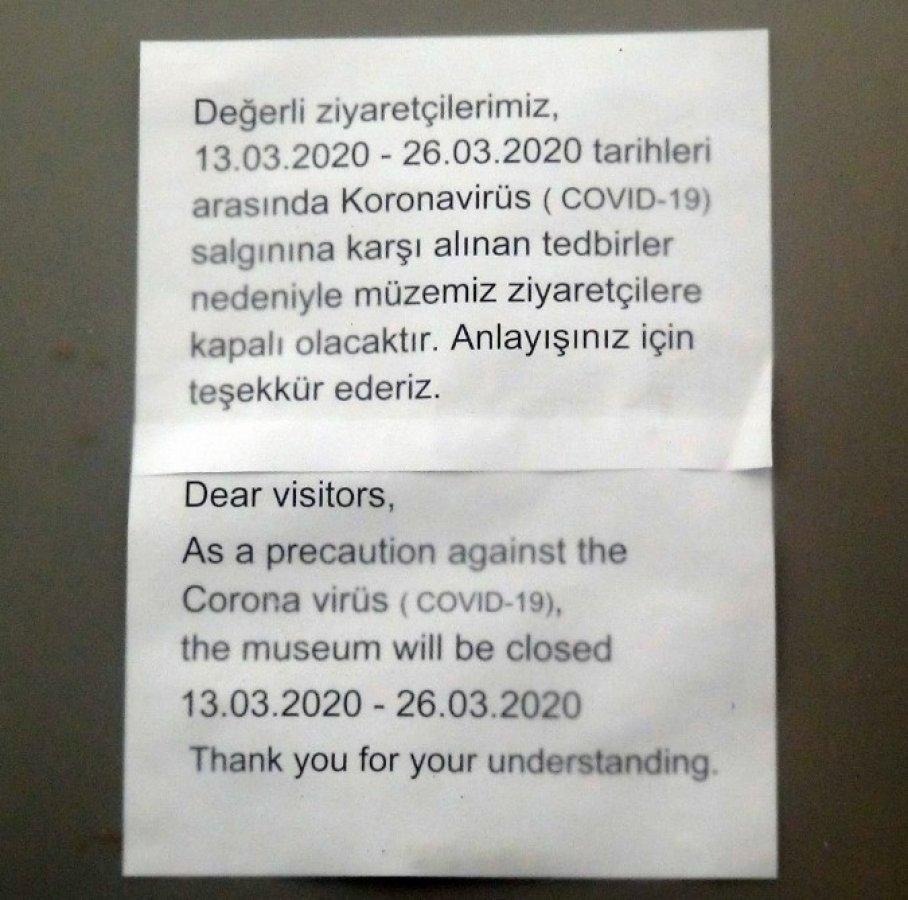 Değerli ziyaretçilerimiz,
13.03.2020 - 26.03.2020 tarihleri
arasında Koronavirüs ( COVID-19)
salgınına karşı alınan tedbirler
nedeniyle müzemiz ziyaretçilere
kapalı olacaktır. Anlayışınız için
teşekkür ederiz.
Dear visitors,
As a precaution against the
Corona virüs ( COVID-19),
the museum will be closed
13.03.2020 - 26.03.2020
Thank you for your understanding.